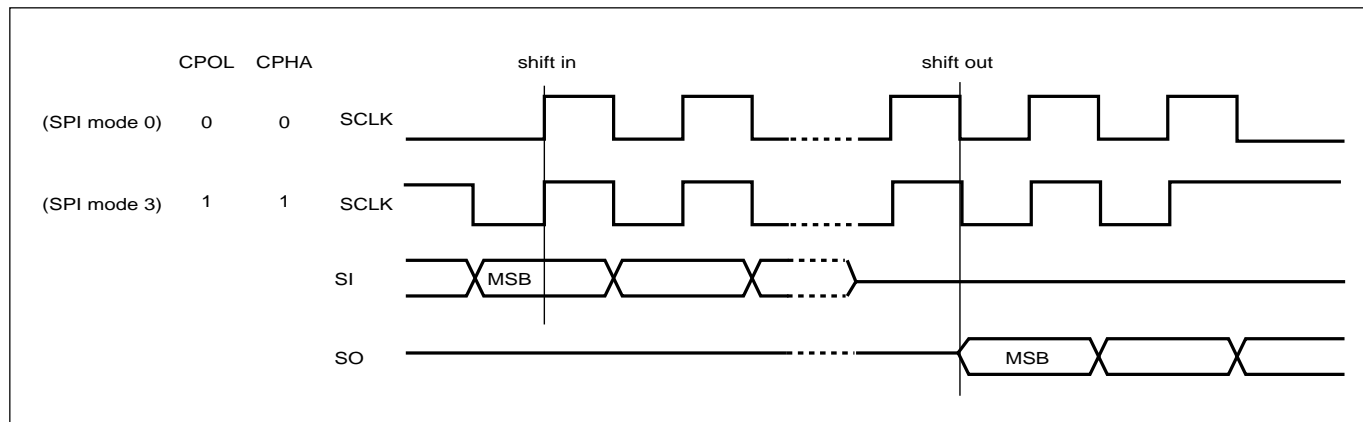 CPOL CPHA shift in shift out
(SPI mode 0) 0 0 SCLK
(SPI mode 3) 1 1 SCLK
SI MSB
SO MSB